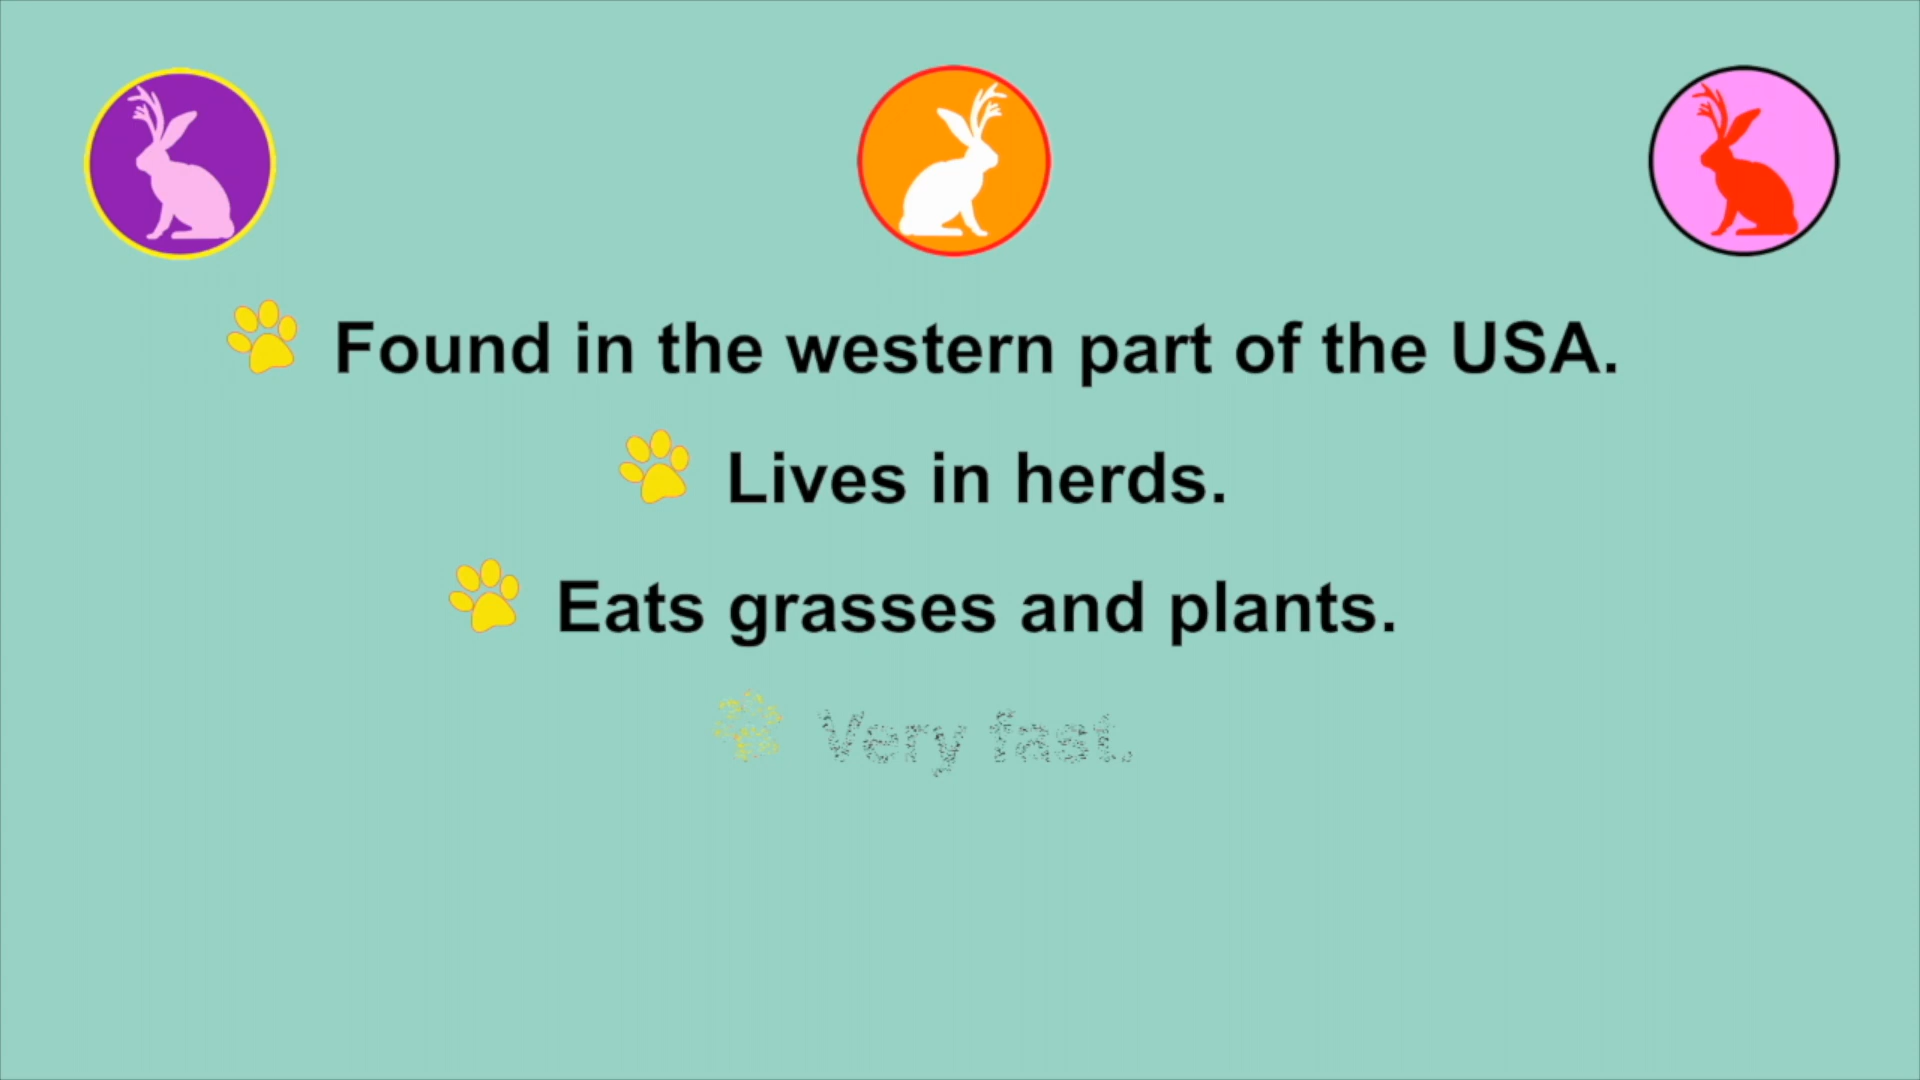 Found in the western part of the USA.
Lives in herds.
Eats grasses and plants.
Very fast.